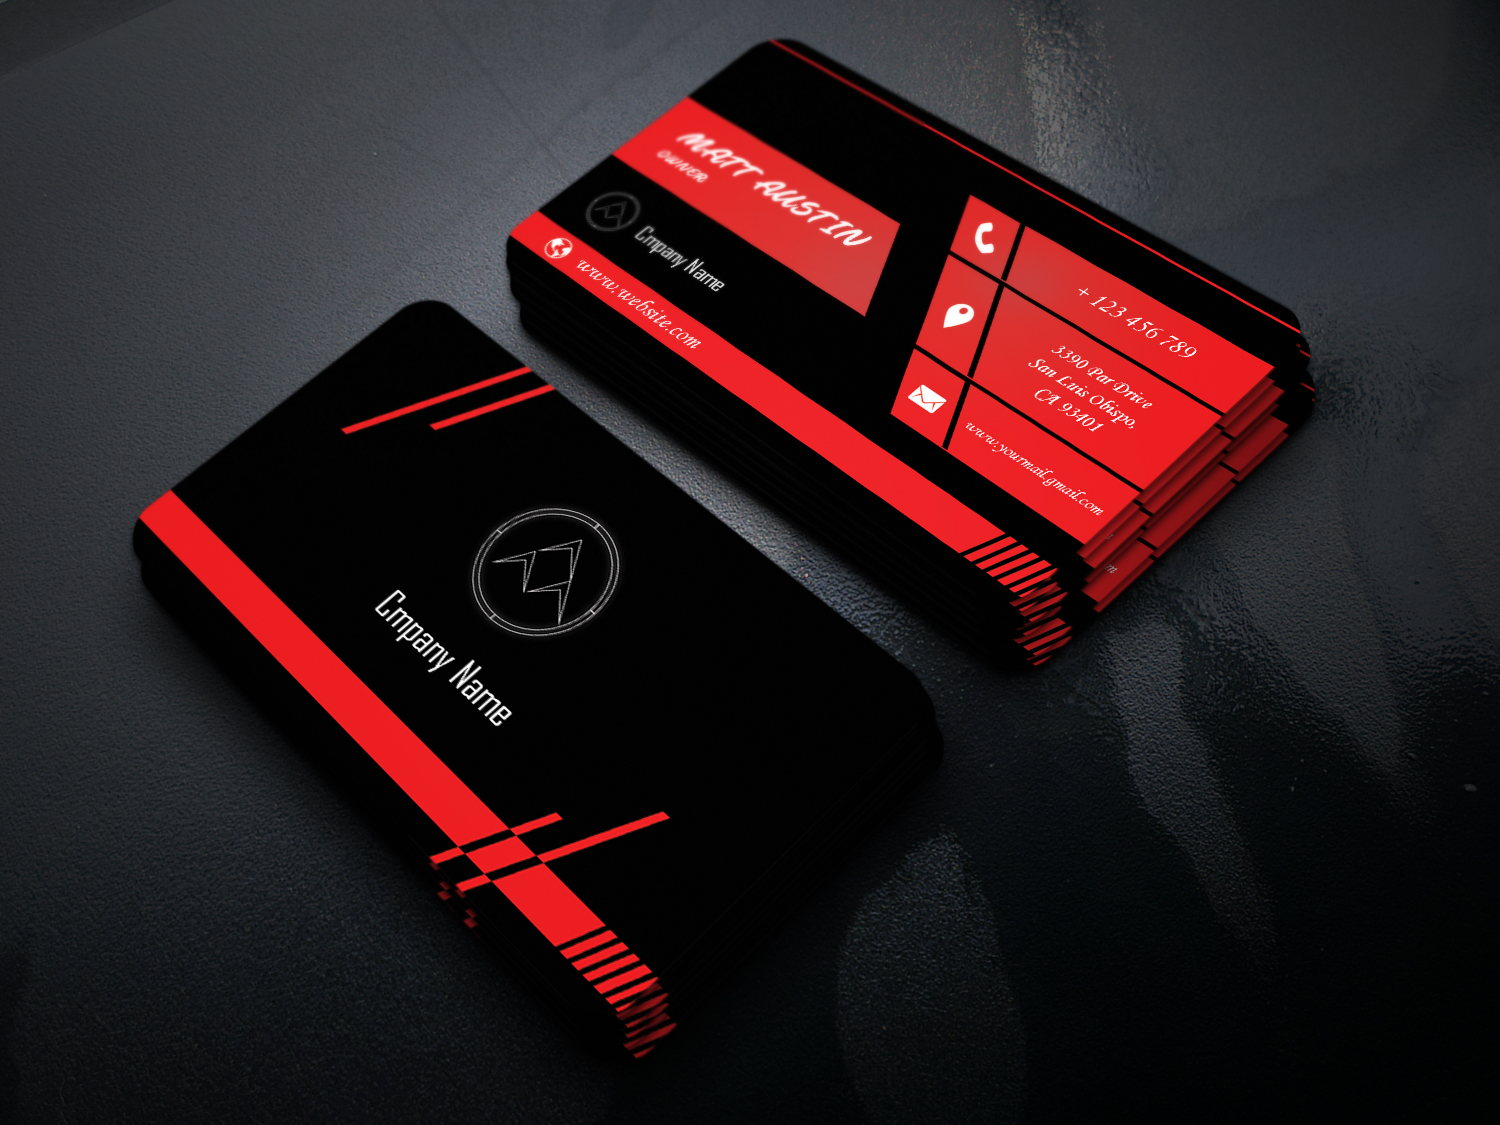 MATT AUSTIN
OWNER
Cmpany Name
www.website.com
+ 123 456 789
3390 Par Drive
San Luis Obispo,
CA 93401
www.yourmail.gmail.com
m
Cmpany Name